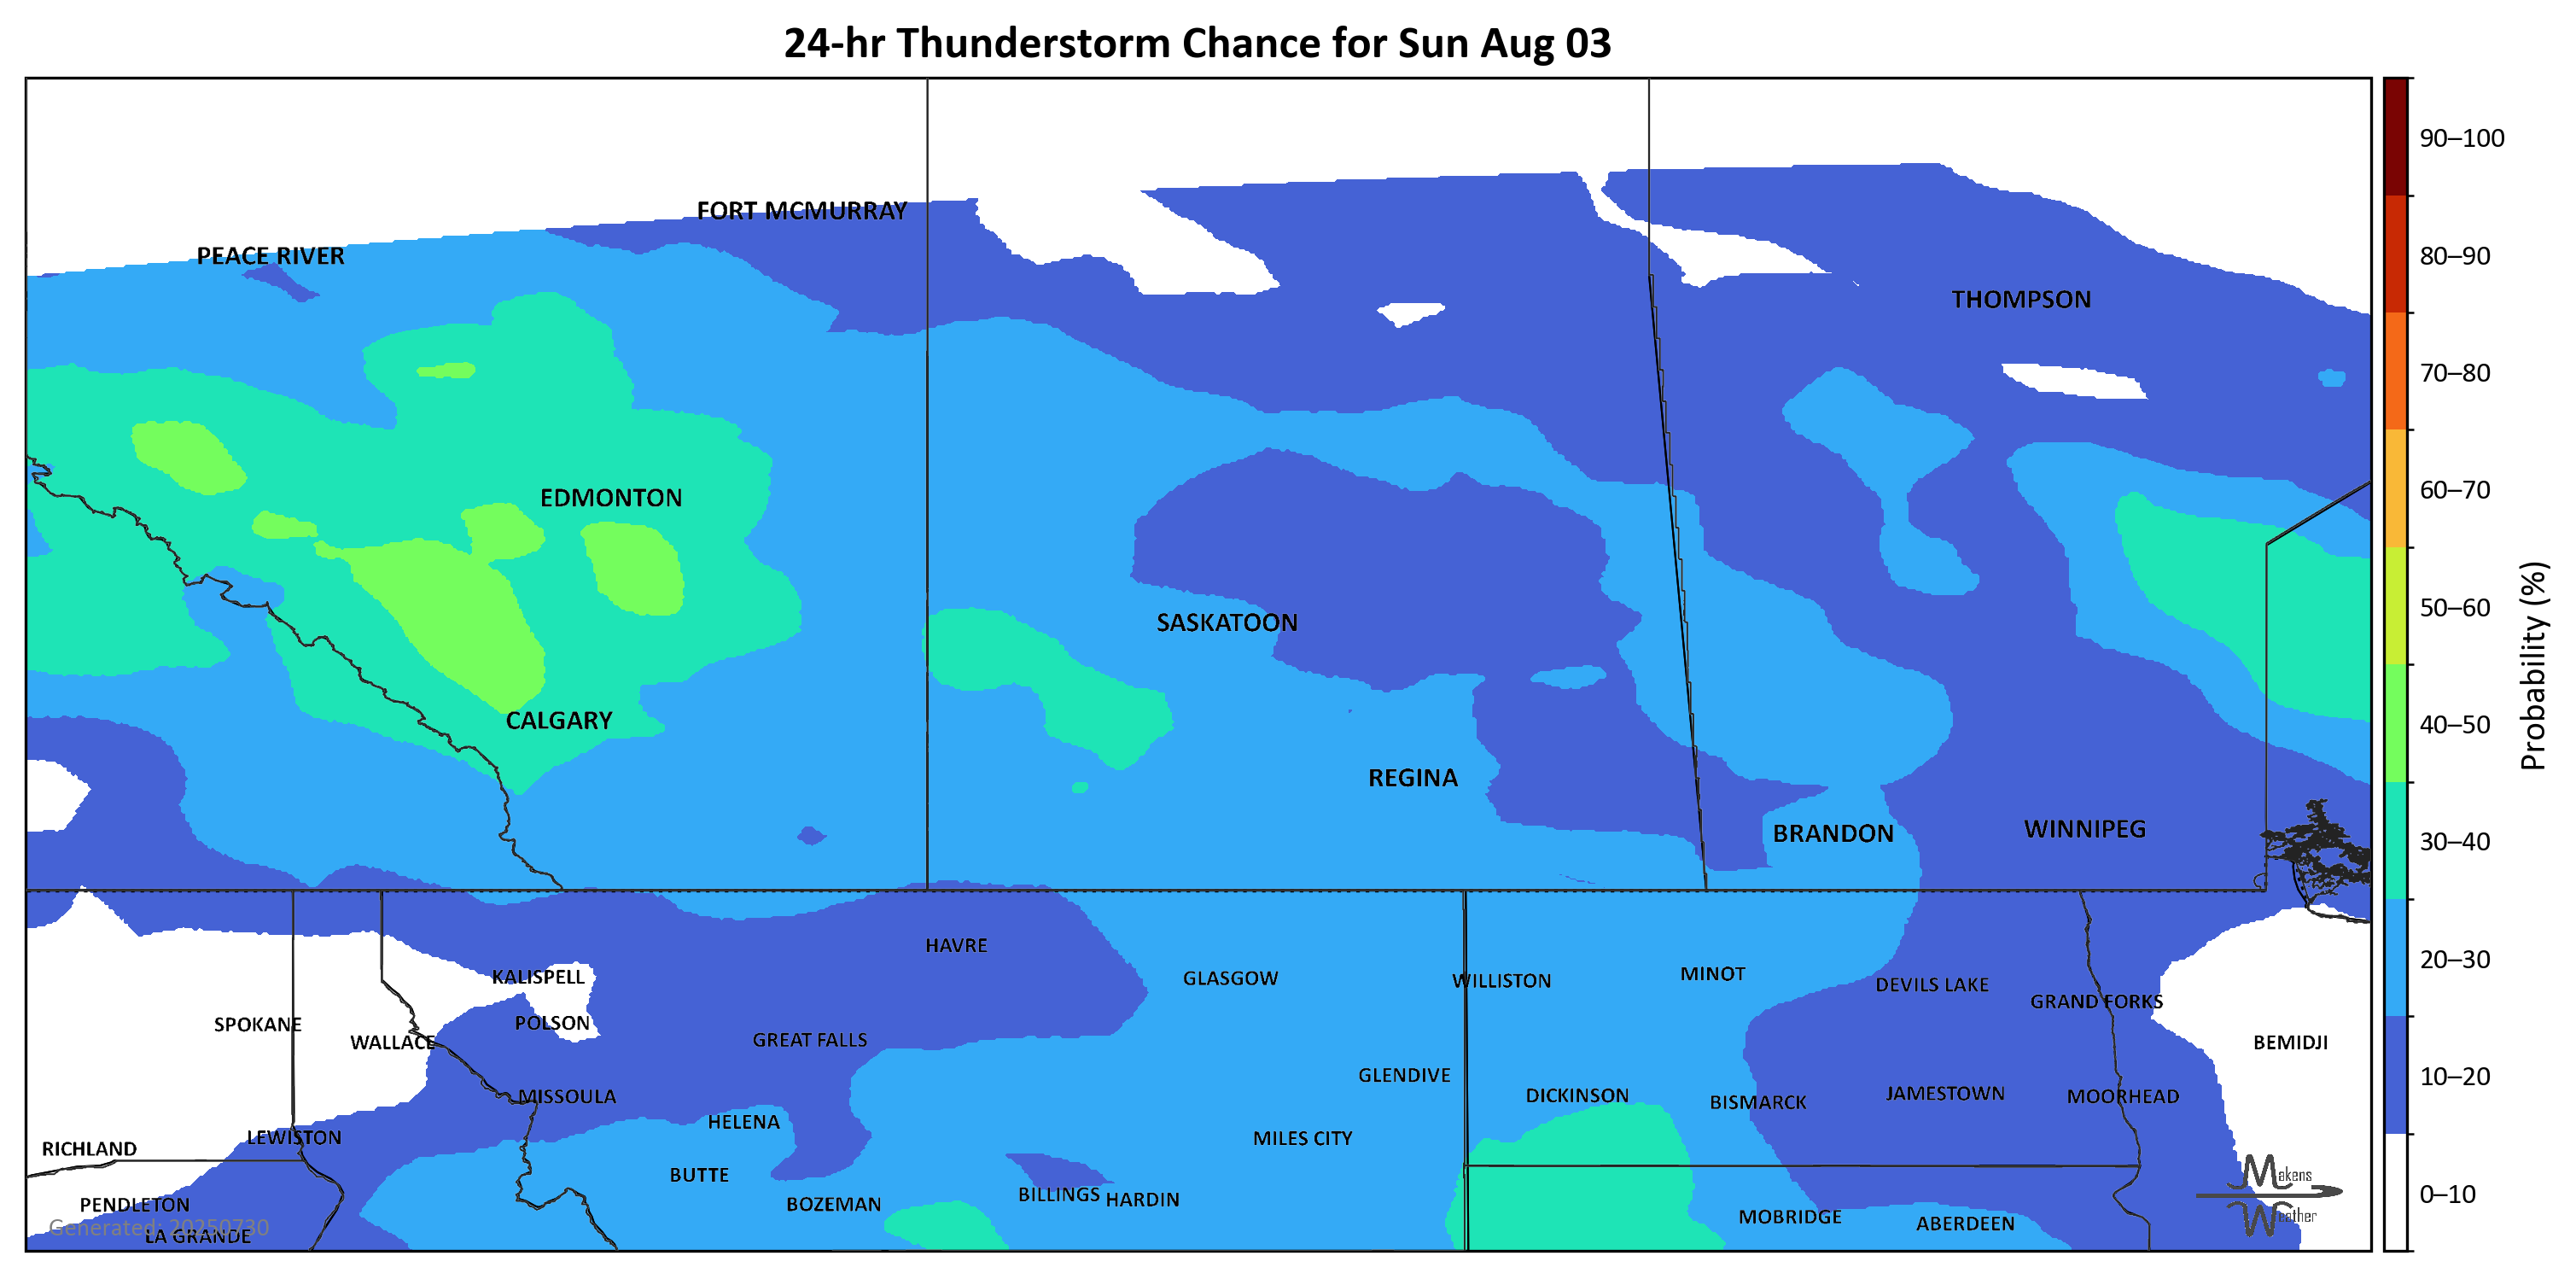 24-hr Thunderstorm Chance for Sun Aug 03
90–100
FORT MCMURRAY
PEACE RIVER
80–90
THOMPSON
70–80
EDMONTON
60–70
50–60
SASKATOON
Probability (%)
CALGARY
40–50
REGINA
WINNIPEG
BRANDON
30–40
HAVRE
20–30
MINOT
KALISPELL
GLASGOW
WILLISTON
DEVILS LAKE
GRAND FORKS
POLSON
SPOKANE
GREAT FALLS
WALLACE
BEMIDJI
GLENDIVE
10–20
JAMESTOWN
DICKINSON
MISSOULA
MOORHEAD
BISMARCK
HELENA
LEWISTON
MILES CITY
RICHLAND
BUTTE
Makens
BILLINGS
0–10
HARDIN
PENDLETON
BOZEMAN
Weather
MOBRIDGE
ABERDEEN
Generated: 20250730
LA GRANDE